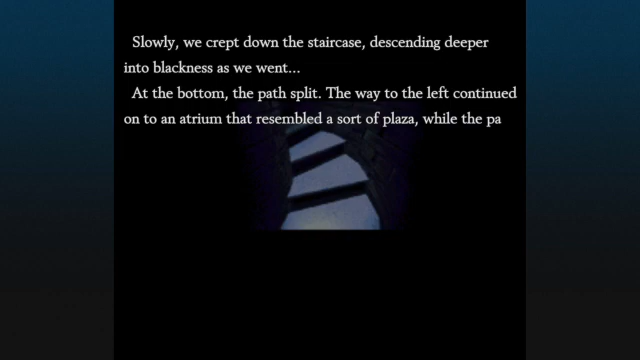 Slowly, we crept down the staircase, descending deeper
into blackness as we went...
At the bottom, the path split. The way to the left continued
on to an atrium that resembled a sort of plaza, while the pa